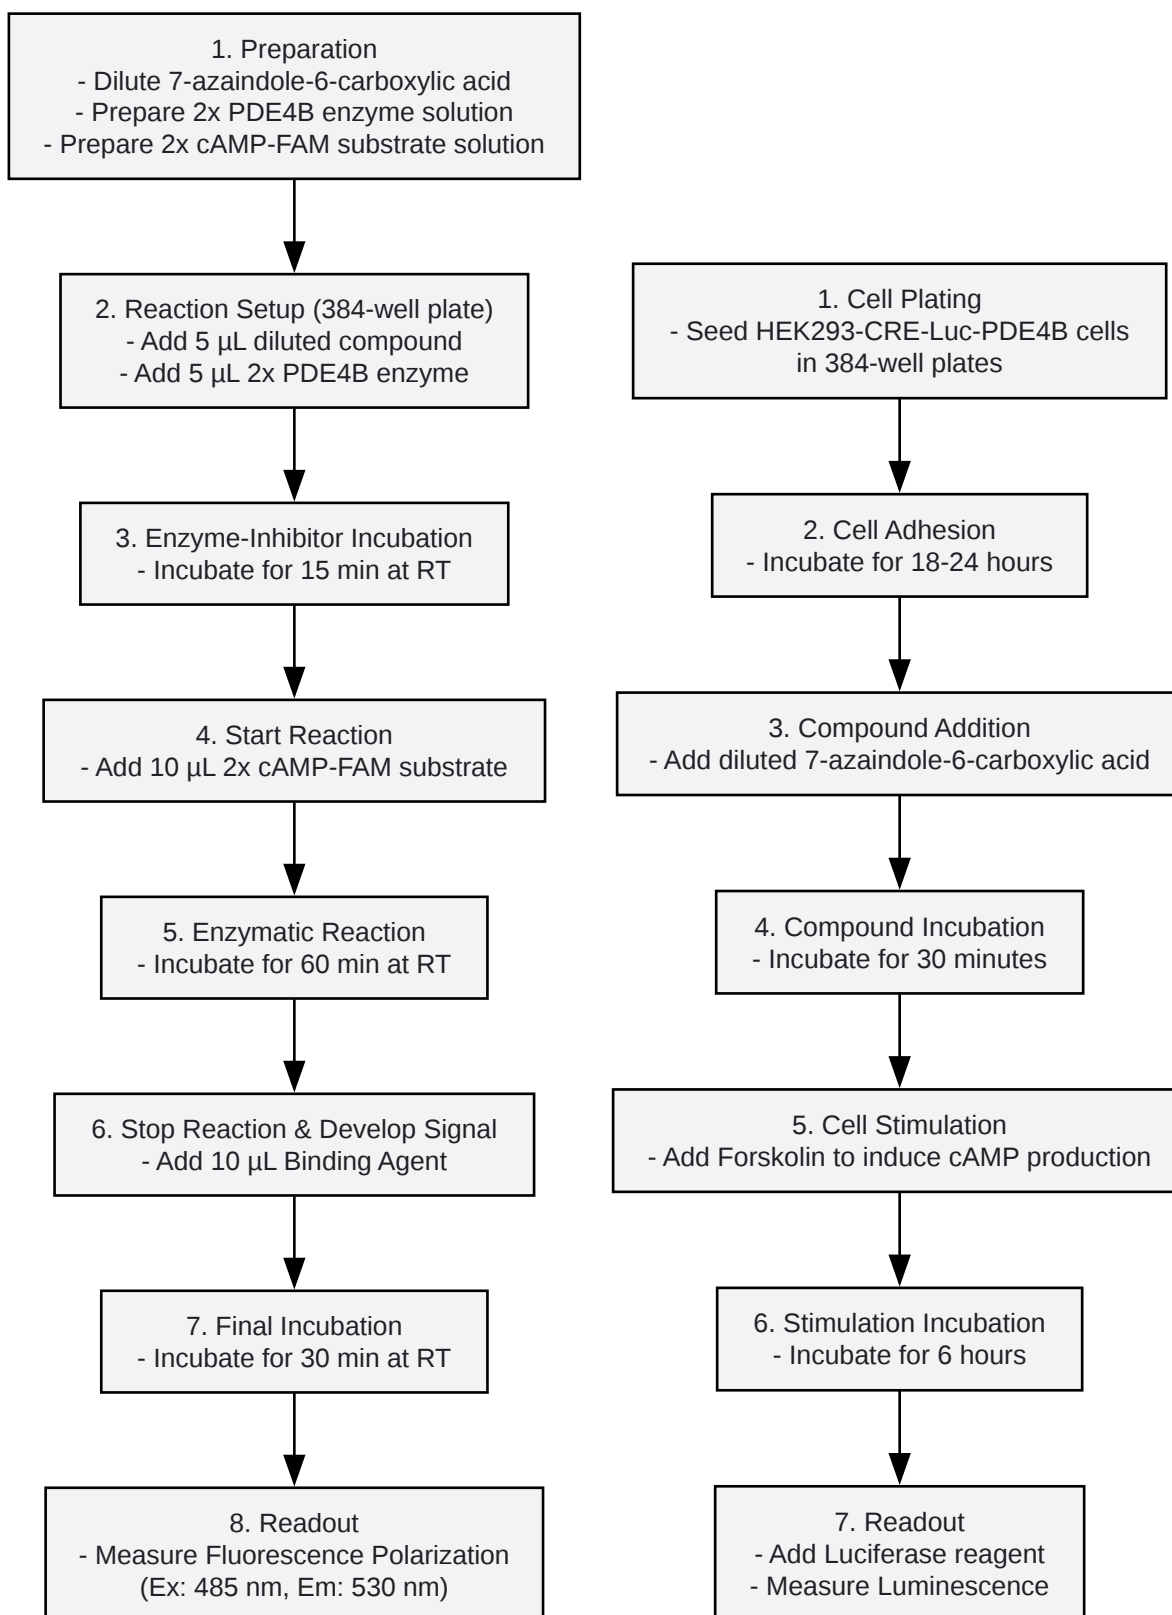 1. Preparation
- Dilute 7-azaindole-6-carboxylic acid
- Prepare 2x PDE4B enzyme solution
- Prepare 2x cAMP-FAM substrate solution
2. Reaction Setup (384-well plate)
- Add 5 µL diluted compound
- Add 5 µL 2x PDE4B enzyme
3. Enzyme-Inhibitor Incubation
- Incubate for 15 min at RT
4. Start Reaction
- Add 10 µL 2x cAMP-FAM substrate
5. Enzymatic Reaction
- Incubate for 60 min at RT
6. Stop Reaction & Develop Signal
- Add 10 µL Binding Agent
7. Final Incubation
- Incubate for 30 min at RT
8. Readout
- Measure Fluorescence Polarization
(Ex: 485 nm, Em: 530 nm)
1. Cell Plating
- Seed HEK293-CRE-Luc-PDE4B cells
in 384-well plates
2. Cell Adhesion
- Incubate for 18-24 hours
3. Compound Addition
- Add diluted 7-azaindole-6-carboxylic acid
4. Compound Incubation
- Incubate for 30 minutes
5. Cell Stimulation
- Add Forskolin to induce cAMP production
6. Stimulation Incubation
- Incubate for 6 hours
7. Readout
- Add Luciferase reagent
- Measure Luminescence